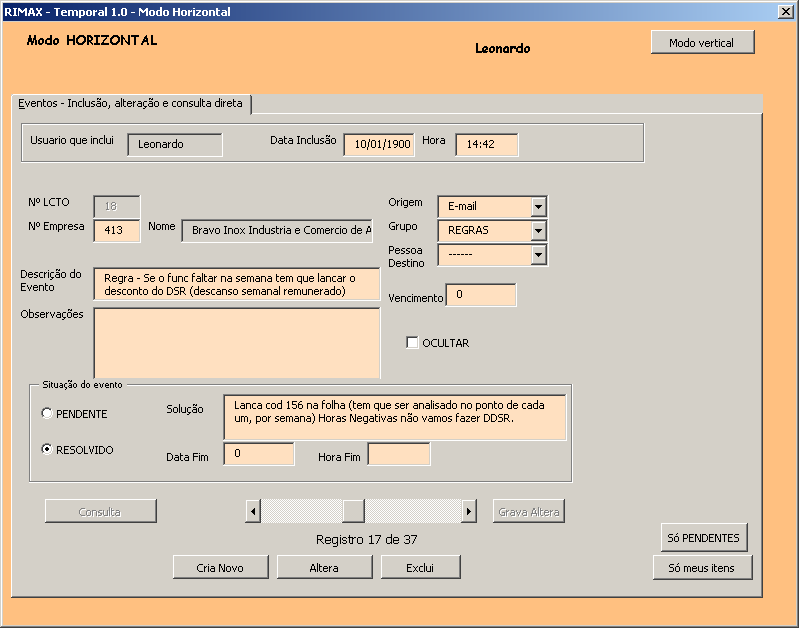 RIMAX - Temporal 1.0 - Modo Horizontal
Modo HORIZONTAL
Leonardo
Modo vertical
Eventos - Inclusão, alteração e consulta direta
Usuario que inclui Leonardo Data Inclusão 10/01/1900 Hora 14:42
Nº LCTO 18
Origem E-mail
Nº Empresa 413 Nome Bravo Inox Industria e Comercio de A
Grupo REGRAS
Pessoa
Destino ------
Descrição do
Evento
Regra - Se o func faltar na semana tem que lancar o
desconto do DSR (descanso semanal remunerado)
Vencimento 0
Observações
OCULTAR
Situação do evento
PENDENTE
RESOLVIDO
Solução
Lanca cod 156 na folha (tem que ser analisado no ponto de cada
um, por semana) Horas Negativas não vamos fazer DDSR.
Data Fim 0 Hora Fim
Consulta
Grava Altera
Registro 17 de 37
Só PENDENTES
Cria Novo Altera Exclui
Só meus itens